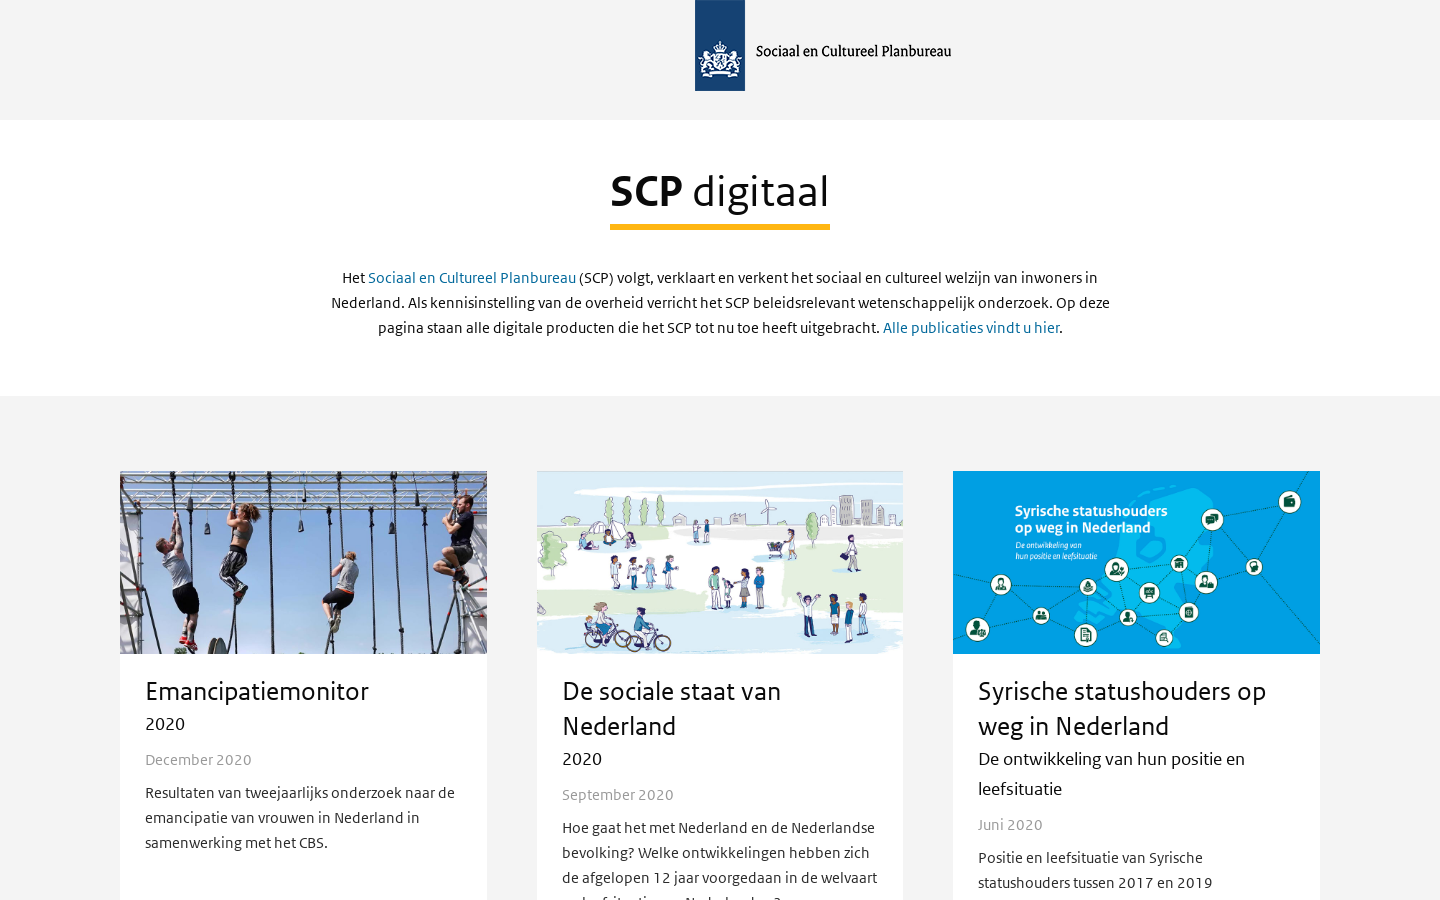 Sociaal en Cultureel Planbureau
SCP digitaal
Het Sociaal en Cultureel Planbureau (SCP) volgt, verklaart en verkent het sociaal en cultureel welzijn van inwoners in
Nederland. Als kennisinstelling van de overheid verricht het SCP beleidsrelevant wetenschappelijk onderzoek. Op deze
pagina staan alle digitale producten die het SCP tot nu toe heeft uitgebracht. Alle publicaties vindt u hier.
Emancipatiemonitor
2020
December 2020
Resultaten van tweejaarlijks onderzoek naar de
emancipatie van vrouwen in Nederland in
samenwerking met het CBS.
De sociale staat van
Nederland
2020
September 2020
Hoe gaat het met Nederland en de Nederlandse
bevolking? Welke ontwikkelingen hebben zich
de afgelopen 12 jaar voorgedaan in de welvaart
Syrische statushouders
op weg in Nederland
De ontwikkeling van
hun positie en leefsituatie
Syrische statushouders op
weg in Nederland
De ontwikkeling van hun positie en
leefsituatie
Juni 2020
Positie en leefsituatie van Syrische
statushouders tussen 2017 en 2019